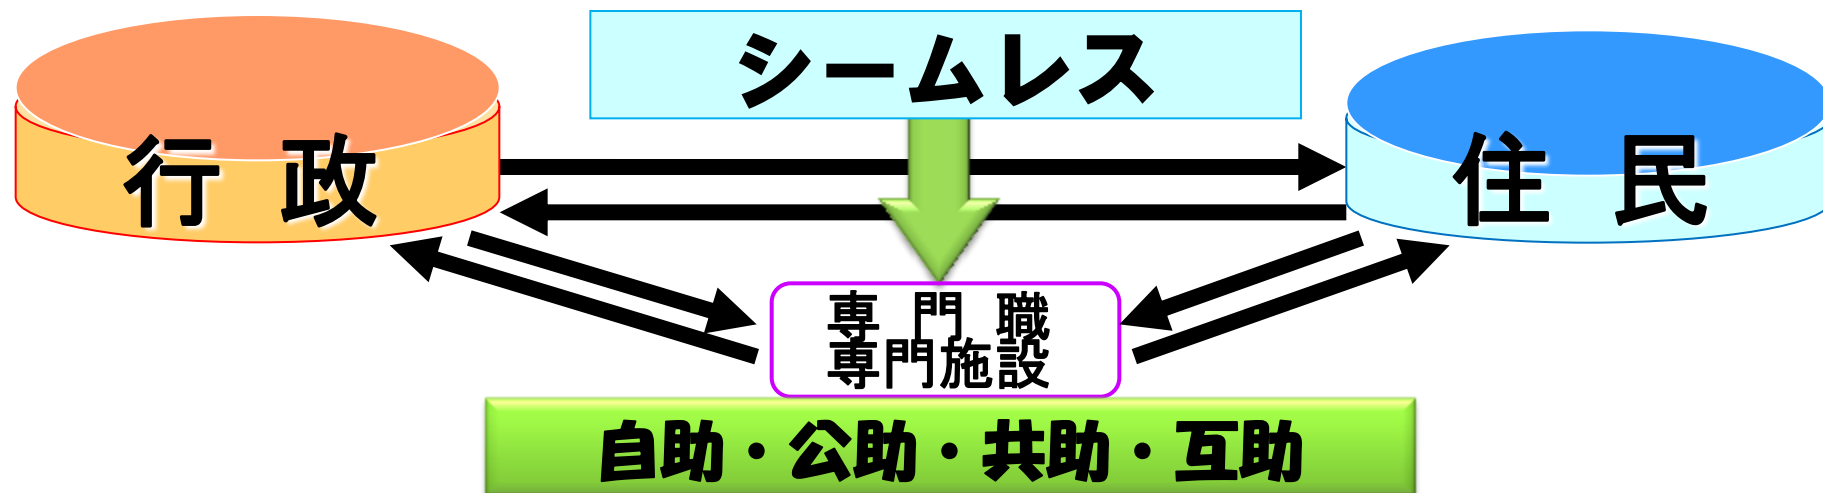 シームレス
行 政
住 民
専 門 職
専門施設
自助・公助・共助・互助